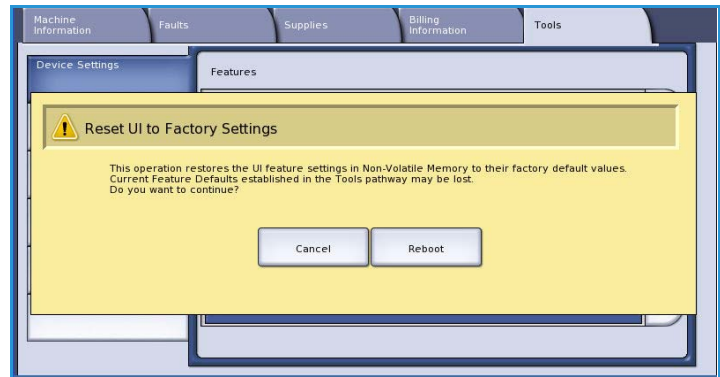 Machine
Information
Faults
Supplies
Billing
Information
Tools
Device Settings
Features
Reset UI to Factory Settings
This operation restores the UI feature settings in Non-Volatile Memory to their factory default values.
Current Feature Defaults established in the Tools pathway may be lost.
Do you want to continue?
Cancel
Reboot